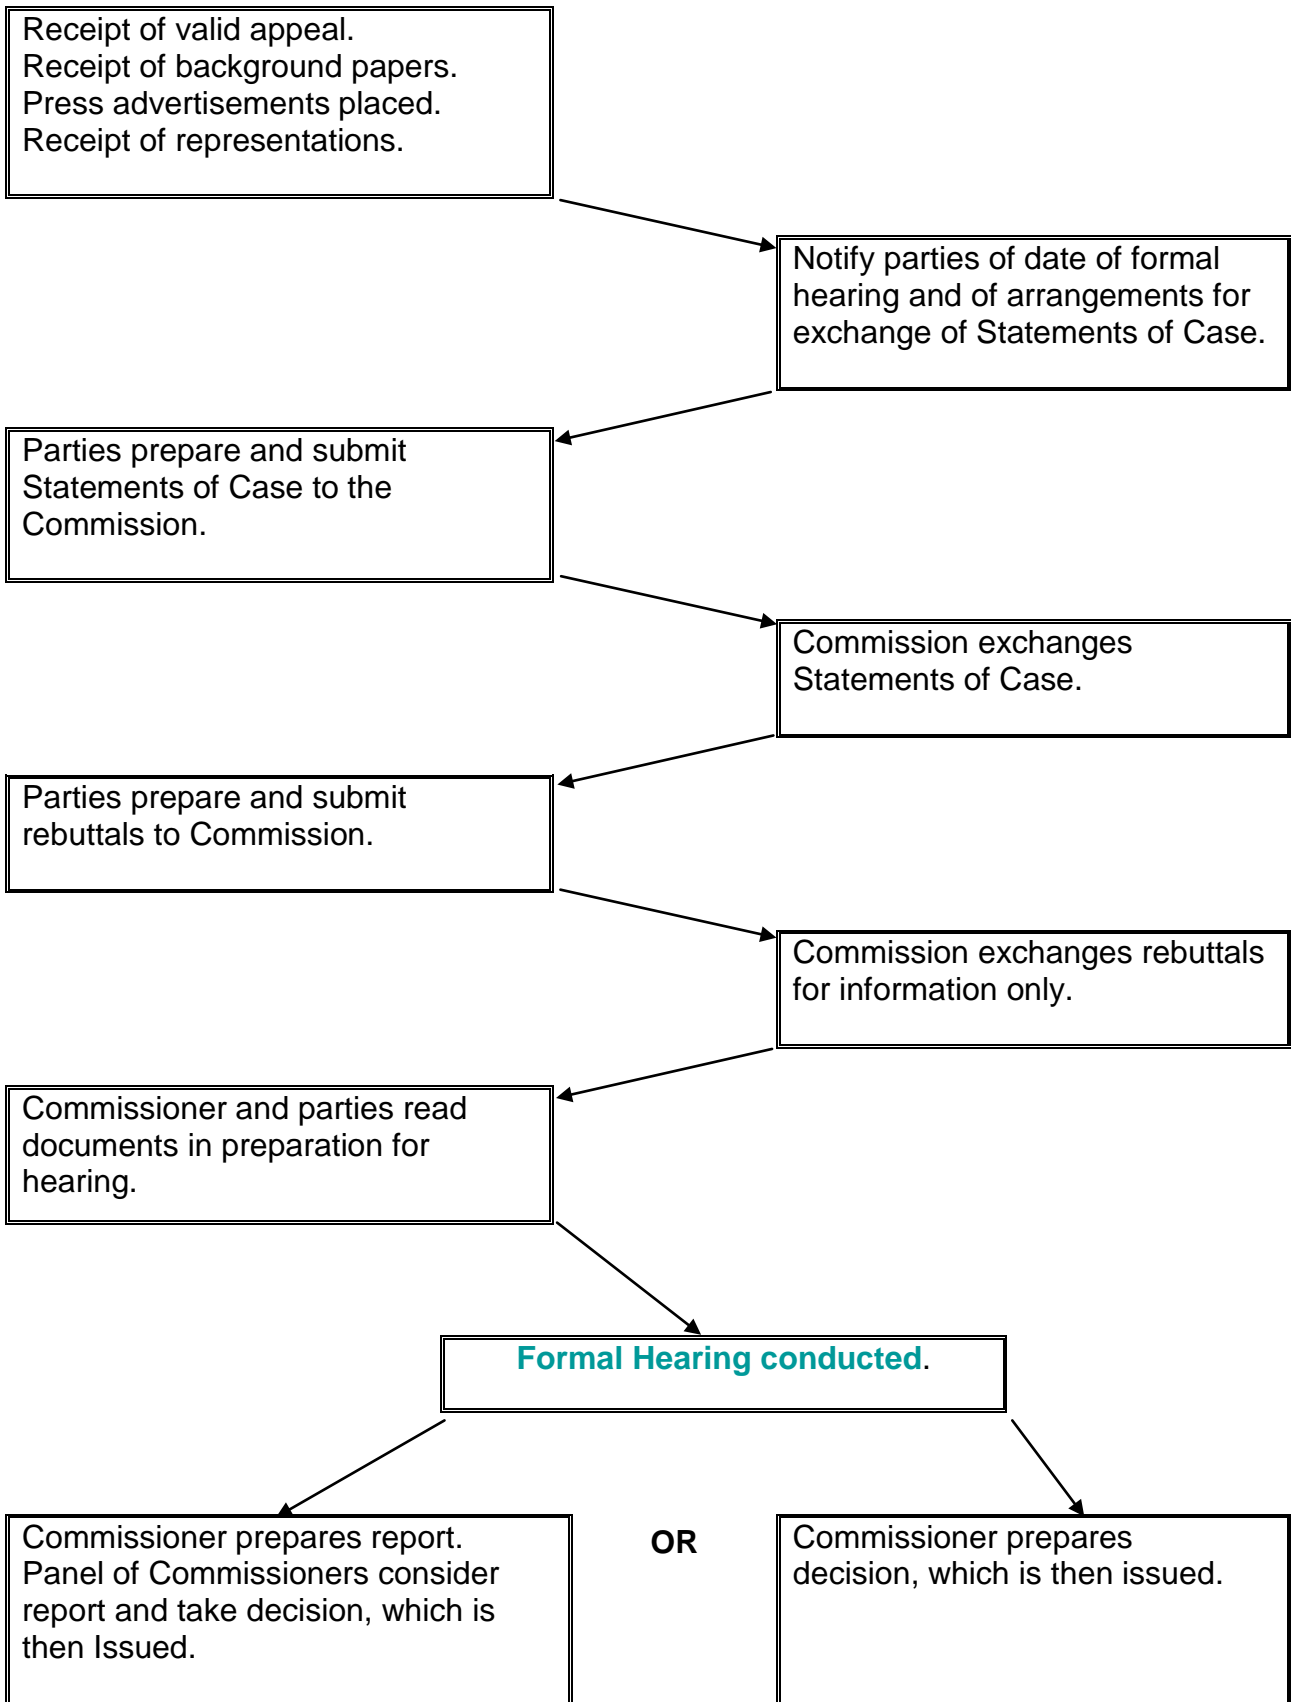 Receipt of valid appeal.
Receipt of background papers.
Press advertisements placed.
Receipt of representations.
Notify parties of date of formal
hearing and of arrangements for
exchange of Statements of Case.
Parties prepare and submit
Statements of Case to the
Commission.
Commission exchanges
Statements of Case.
Parties prepare and submit
rebuttals to Commission.
Commission exchanges rebuttals
for information only.
Commissioner and parties read
documents in preparation for
hearing.
Formal Hearing conducted.
Commissioner prepares report.
Panel of Commissioners consider
report and take decision, which is
then Issued.
OR
Commissioner prepares
decision, which is then issued.